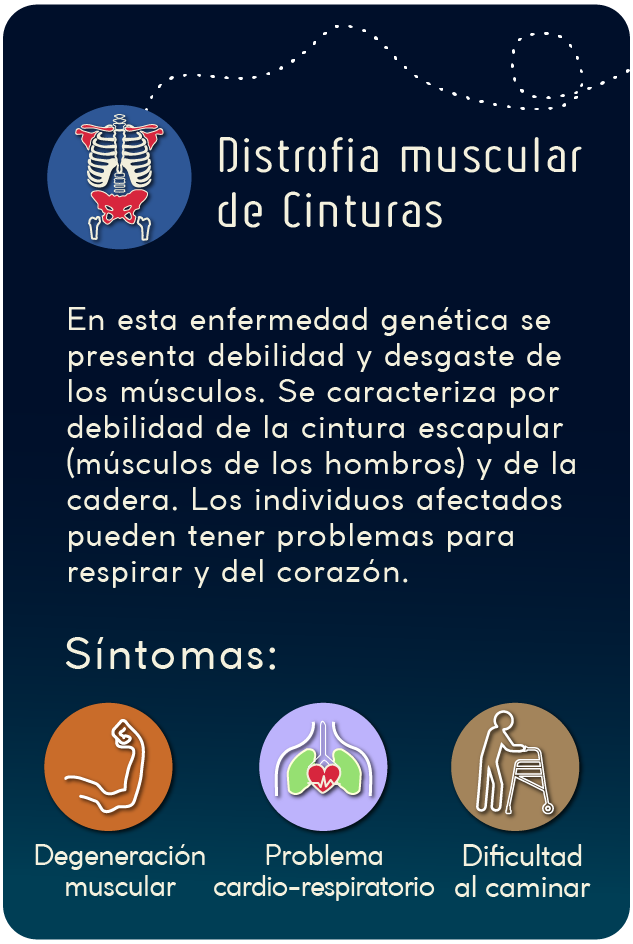 Distrofia muscular
de Cinturas
En esta enfermedad genética se
presenta debilidad y desgaste de
los músculos. Se caracteriza por
debilidad de la cintura escapular
(músculos de los hombros) y de la
cadera. Los individuos afectados
pueden tener problemas para
respirar y del corazón.
Síntomas:
Degeneración
muscular
Problema
cardio-respiratorio
Dificultad
al caminar